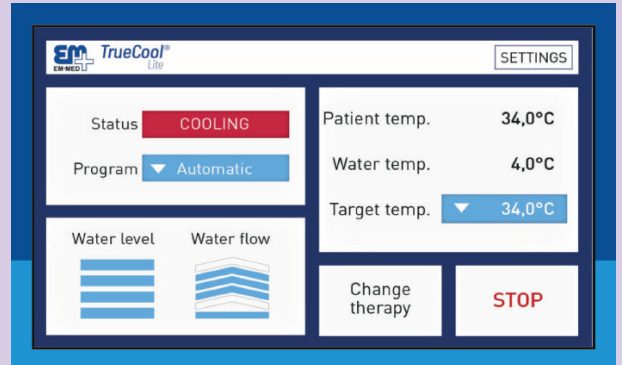 EM
EM-MED
TrueCool®
Lite
SETTINGS
Status COOLING
Program Automatic
Patient temp. 34,0°C
Water temp. 4,0°C
Target temp. 34,0°C
Water level Water flow
Change
therapy
STOP